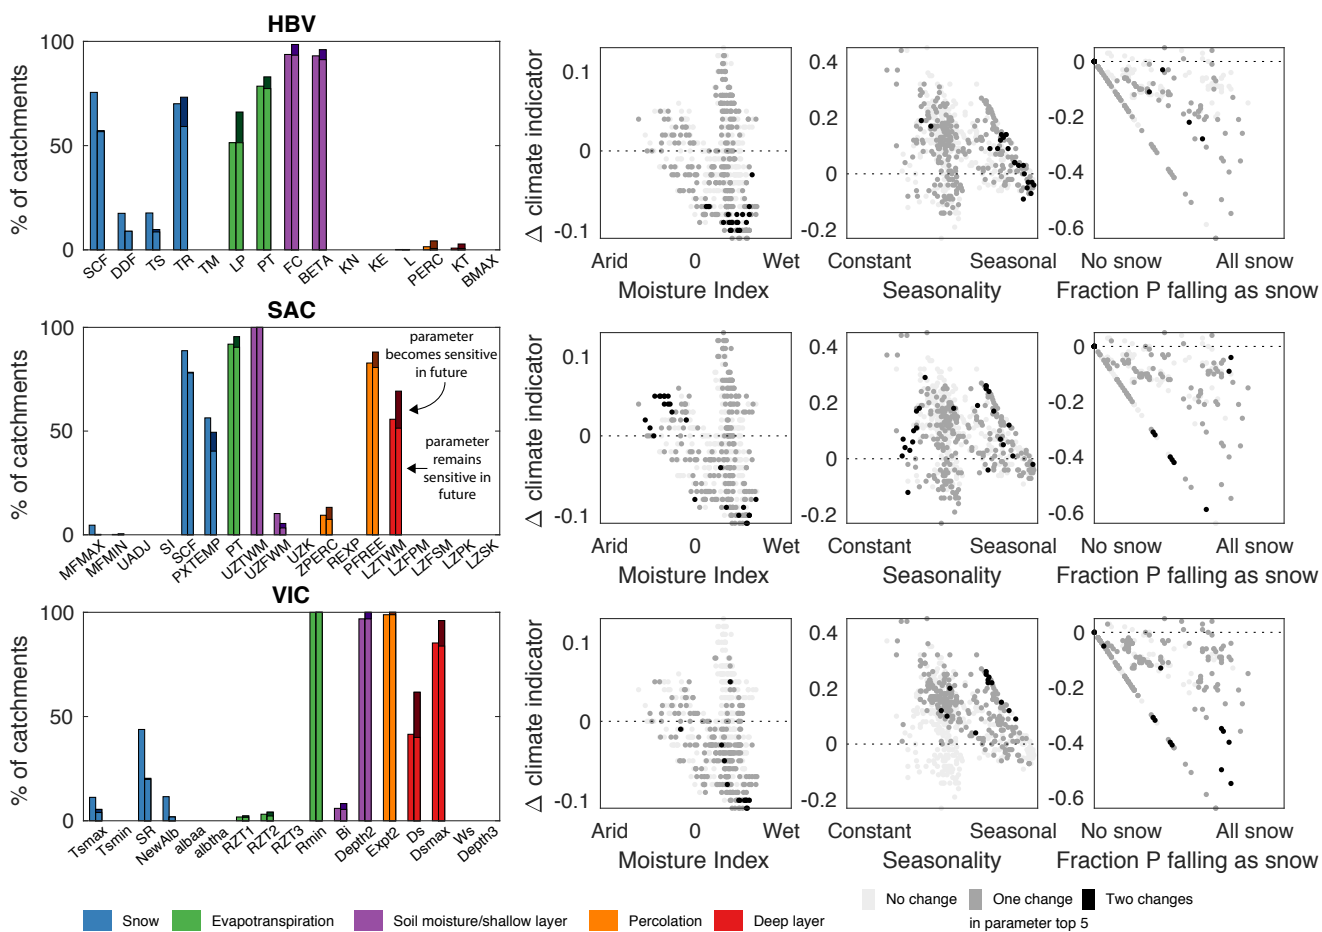 HBV
% of catchments
100
50
0
SCF
DDF
TS
TR
TM
LP
PT
FC
BETA
KN
KE
L
PERC
KT
BMAX
Δ climate indicator
0.1
0
-0.1
Arid
0
Wet
Moisture Index
0.4
0.2
0
-0.2
Constant
Seasonal
Seasonality
0
-0.2
-0.4
-0.6
No snow
All snow
Fraction P falling as snow
SAC
% of catchments
100
50
0
parameter
becomes sensitive
in future
parameter
remains
sensitive in
future
MFMAX
MFMIN
UADJ
SI
SCF
PXTEMP
PT
UZTWM
UZFWM
UZK
ZPERC
REXP
PFREE
LZTWM
LZFPM
LZFSM
LZPK
LZSK
Δ climate indicator
0.1
0
-0.1
Arid
0
Wet
Moisture Index
0.4
0.2
0
-0.2
Constant
Seasonal
Seasonality
0
-0.2
-0.4
-0.6
No snow
All snow
Fraction P falling as snow
VIC
% of catchments
100
50
0
Tsmax
Tsmin
SR
NewAlb
albaa
albtha
RZT1
RZT2
RZT3
Rmin
Bi
Depth2
Expt2
Ds
Dsmax
Ws
Depth3
Δ climate indicator
0.1
0
-0.1
Arid
0
Wet
Moisture Index
0.4
0.2
0
-0.2
Constant
Seasonal
Seasonality
0
-0.2
-0.4
-0.6
No snow
All snow
Fraction P falling as snow
Snow
Evapotranspiration
Soil moisture/shallow layer
Percolation
Deep layer
No change
One change
Two changes
in parameter top 5